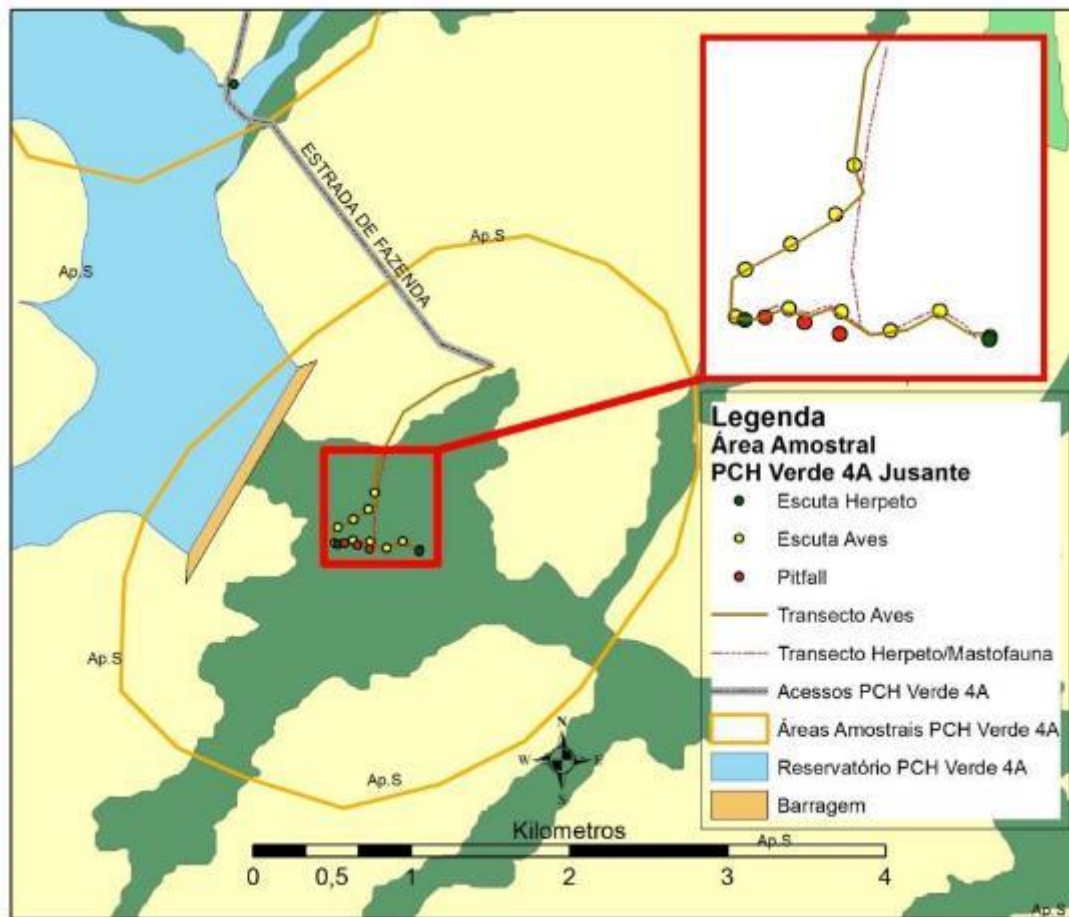 ESTRADA DE FAZENDA
Ap.S
Ap.S
Ap.S
Ap.S
Legenda
Área Amostral
PCH Verde 4A Jusante
Escuta Herpeto
Escuta Aves
Pitfall
Transecto Aves
Transecto Herpeto/Mastofauna
Acessos PCH Verde 4A
Áreas Amostrais PCH Verde 4A
Reservatório PCH Verde 4A
Barragem
N
W
E
S
Kilometros
Ap.S
0
0,5
1
2
3
4
Ap.S